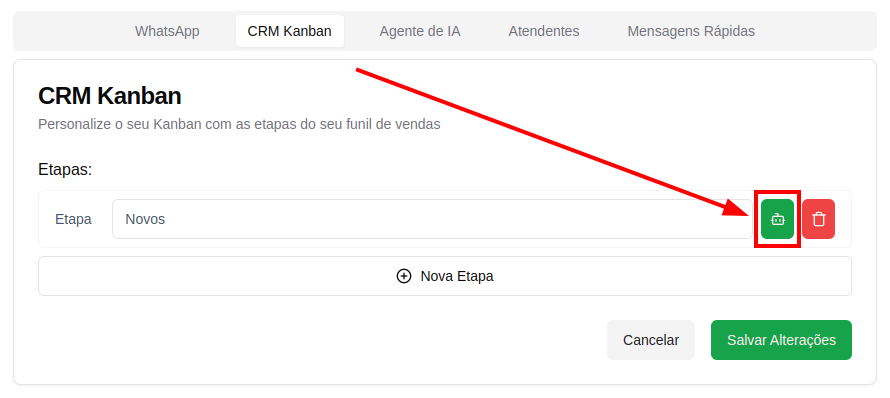 WhatsApp CRM Kanban Agente de IA Atendentes Mensagens Rápidas
CRM Kanban
Personalize o seu Kanban com as etapas do seu funil de vendas
Etapas:
Etapa Novos
Nova Etapa
Cancelar Salvar Alterações